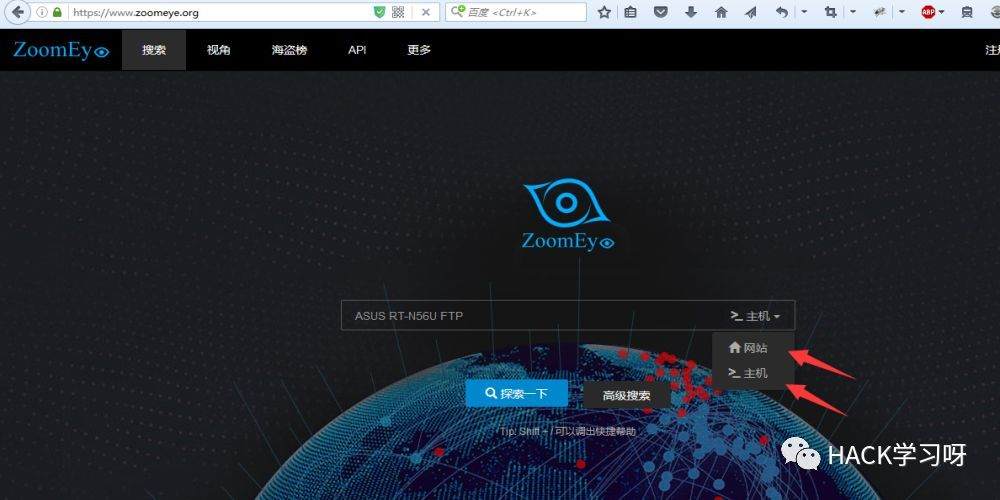 https://www.zoomeye.org
百度 <Ctrl+K>
ABP
ZoomEye
搜索
视角
海盗榜
API
更多
ZoomEye
ASUS RT-N56U FTP
主机
网站
主机
探索一下
高级搜索
Tip: Shift + / 可以调出快捷帮助
HACK学习呀